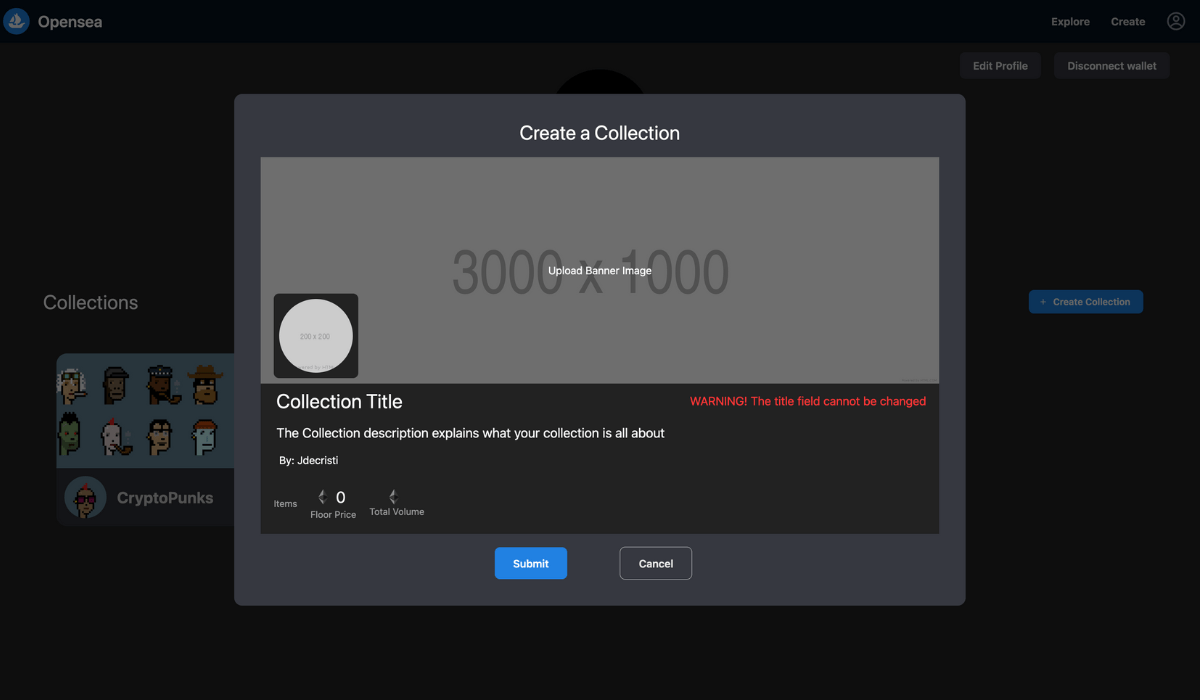 Opensea
Explore
Create
Edit Profile
Disconnect wallet
Create a Collection
3000 x 1000
Upload Banner Image
200 x 200
Collections
+ Create Collection
Collection Title
WARNING! The title field cannot be changed
The Collection description explains what your collection is all about
By: Jdecristi
CryptoPunks
Items
0
Floor Price
Total Volume
Submit
Cancel